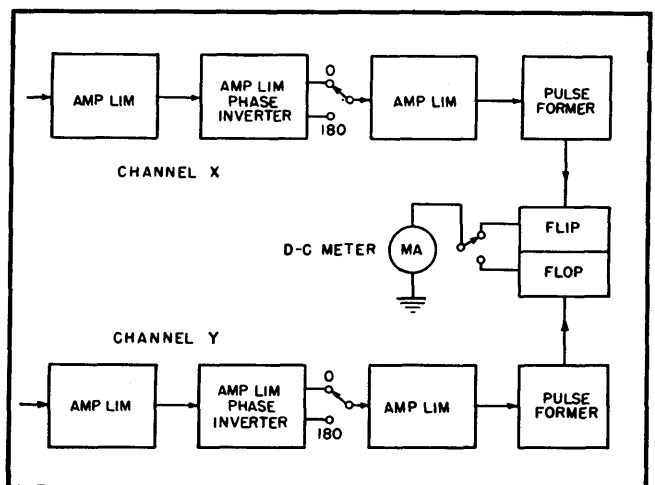 AMP LIM
AMP LIM
PHASE
INVERTER
0
180
AMP LIM
PULSE
FORMER
CHANNEL X
D-C METER
MA
FLIP
FLOP
CHANNEL Y
AMP LIM
AMP LIM
PHASE
INVERTER
0
180
AMP LIM
PULSE
FORMER